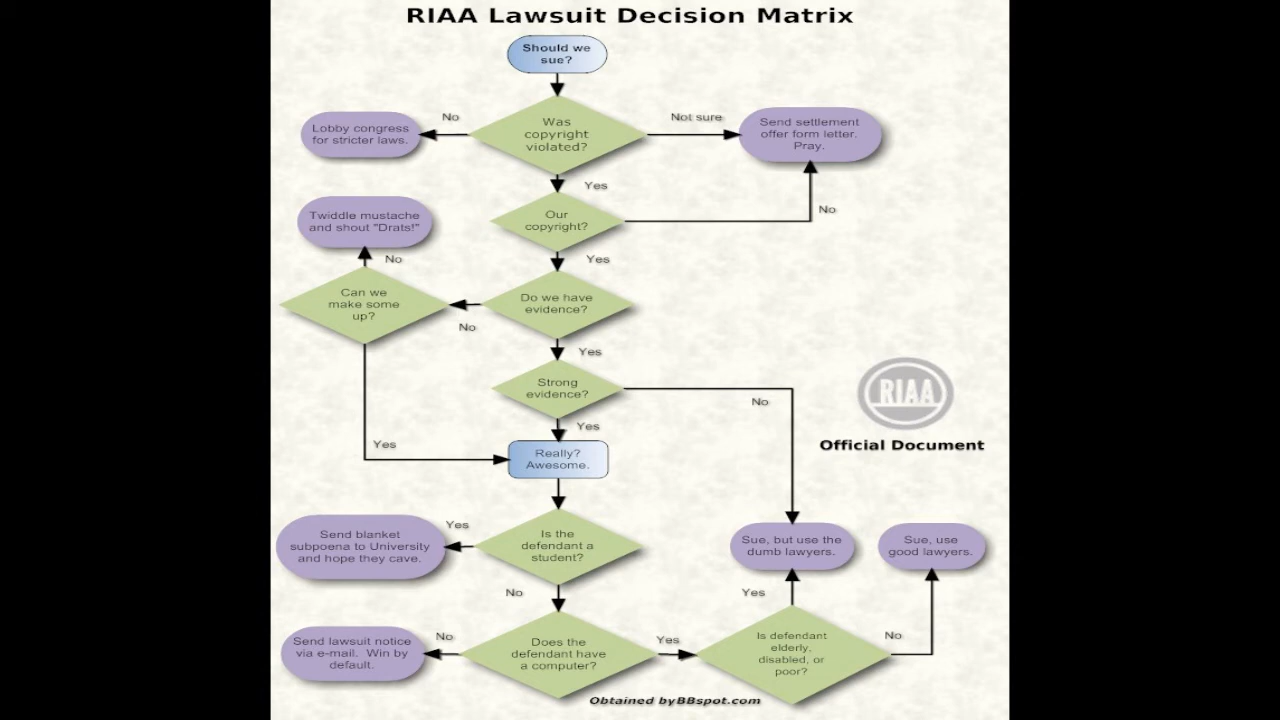 RIAA Lawsuit Decision Matrix
Should we
sue?
No
Not sure
Lobby congress
for stricter laws.
Was
copyright
violated?
Send settlement
offer form letter.
Pray.
Yes
Twiddle mustache
and shout "Drats!"
Our
copyright?
No
No
Yes
Can we
make some
up?
Do we have
evidence?
No
Yes
Strong
evidence?
No
RIAA
Official Document
Yes
Yes
Really?
Awesome.
Send blanket
subpoena to University
and hope they cave.
Yes
Is the
defendant a
student?
Sue, but use the
dumb lawyers.
Sue, use
good lawyers.
No
Yes
Send lawsuit notice
via e-mail. Win by
default.
No
Does the
defendant have
a computer?
Yes
Is defendant
elderly,
disabled, or
poor?
No
Obtained byBBspot.com